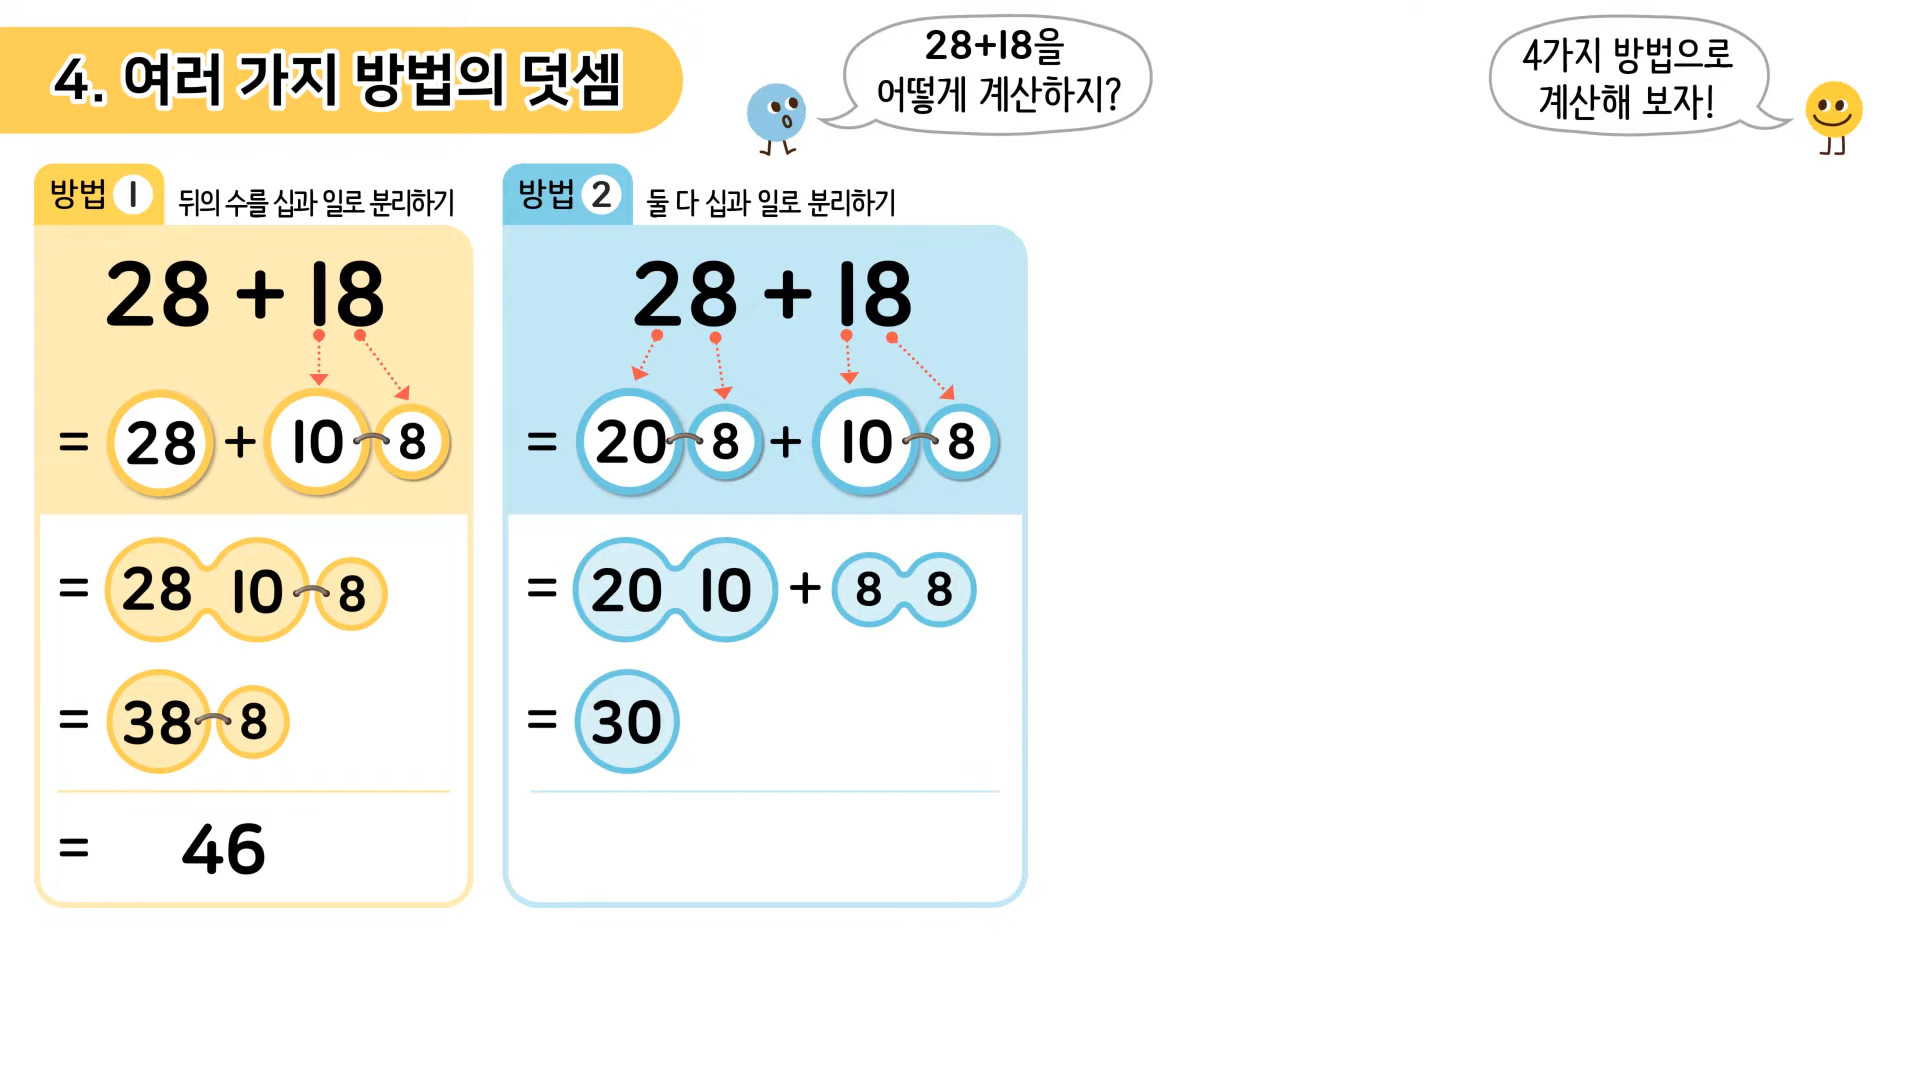 4. 여러 가지 방법의 덧셈
28+18을
어떻게 계산하지?
4가지 방법으로
계산해 보자!
방법 1 뒤의 수를 십과 일로 분리하기
28 + 18
= 28 + 10 8
= 28 10 8
= 38 8
= 46
방법 2 둘 다 십과 일로 분리하기
28 + 18
= 20 8 + 10 8
= 20 10 + 8 8
= 30